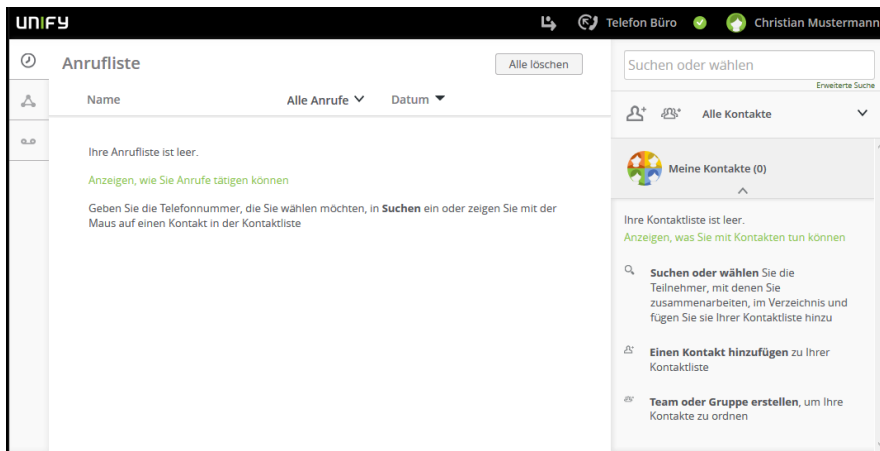 UNIFY
Telefon Büro
Christian Mustermann
Anrufliste
Alle löschen
Name
Alle Anrufe
Datum
Ihre Anrufliste ist leer.
Anzeigen, wie Sie Anrufe tätigen können
Geben Sie die Telefonnummer, die Sie wählen möchten, in Suchen ein oder zeigen Sie mit der
Maus auf einen Kontakt in der Kontaktliste
Suchen oder wählen
Erweiterte Suche
Alle Kontakte
Meine Kontakte (0)
Ihre Kontaktliste ist leer.
Anzeigen, was Sie mit Kontakten tun können
Suchen oder wählen Sie die
Teilnehmer, mit denen Sie
zusammenarbeiten, im Verzeichnis und
fügen Sie sie Ihrer Kontaktliste hinzu
Einen Kontakt hinzufügen zu Ihrer
Kontaktliste
Team oder Gruppe erstellen, um Ihre
Kontakte zu ordnen